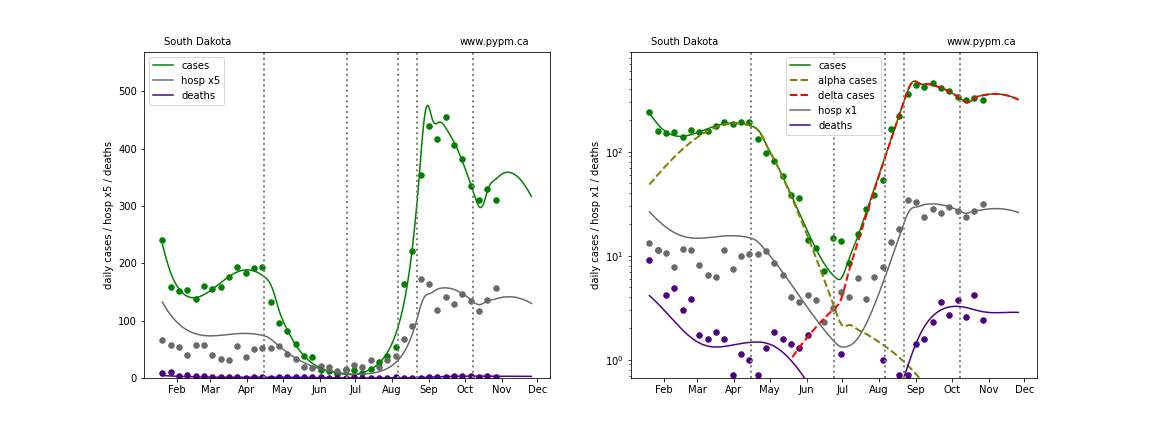 South Dakota www.pypm.ca
cases
hosp x5
deaths
daily cases / hosp x5 / deaths
500
400
300
200
100
0
Feb Mar Apr May Jun Jul Aug Sep Oct Nov Dec
South Dakota www.pypm.ca
cases
alpha cases
delta cases
hosp x1
deaths
daily cases / hosp x1 / deaths
10²
10¹
10⁰
Feb Mar Apr May Jun Jul Aug Sep Oct Nov Dec